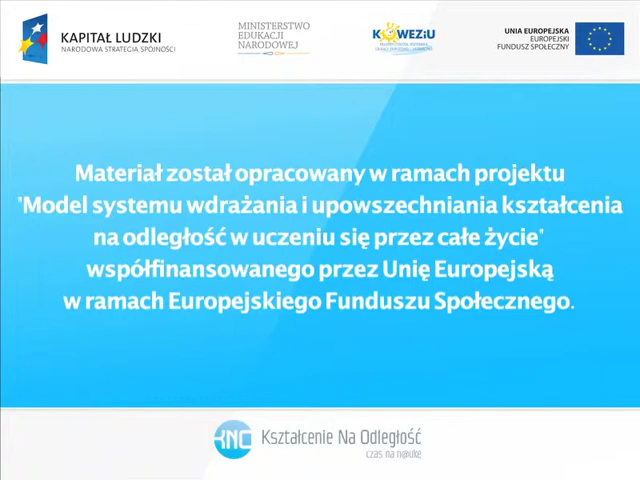 KAPITAŁ LUDZKI
NARODOWA STRATEGIA SPÓJNOŚCI
MINISTERSTWO
EDUKACJI
NARODOWEJ
KOWEZiU
UNIA EUROPEJSKA
EUROPEJSKI
FUNDUSZ SPOŁECZNY
Materiał został opracowany w ramach projektu
"Model systemu wdrażania i upowszechniania kształcenia
na odległość w uczeniu się przez całe życie"
współfinansowanego przez Unię Europejską
w ramach Europejskiego Funduszu Społecznego.
KNO Kształcenie Na Odległość
czas na n@ukę